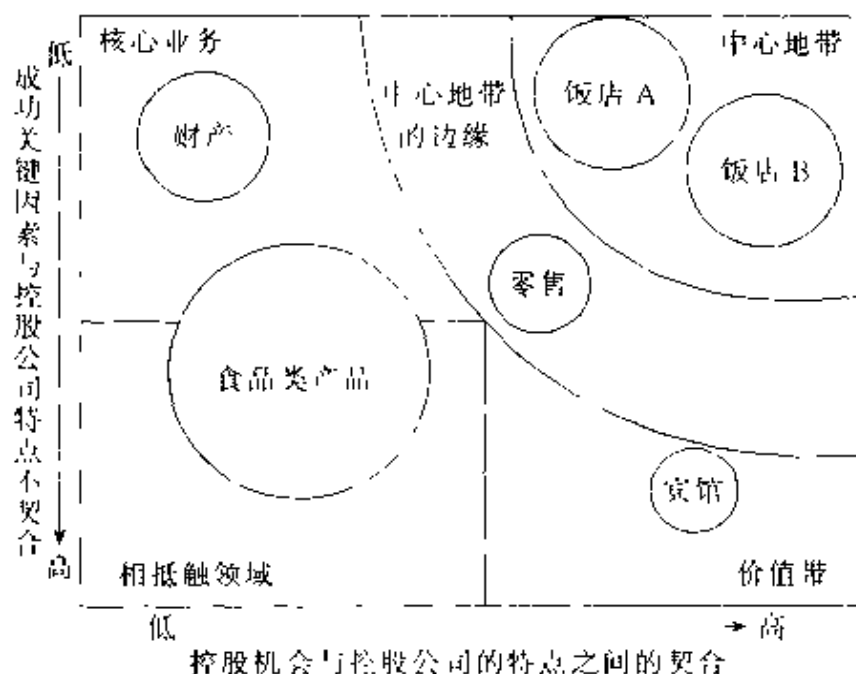 低
成功关键因素与控股公司特点不契合
高
核心业务
中心地带
的边缘
中心地带
财产
饭店 A
饭店 B
零售
食品类产品
宾馆
相抵触领域
价值带
低
高
控股机会与控股公司的特点之间的契合